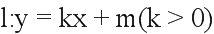 l:y = kx + m(k > 0)